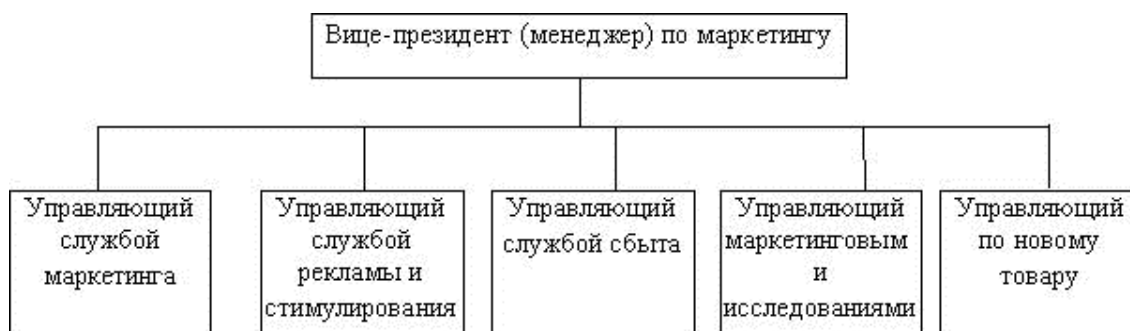 Вице-президент (менеджер) по маркетингу
Управляющий
службой
маркетинга
Управляющий
службой
рекламы и
стимулирования
Управляющий
службой сбыта
Управляющий
маркетинговым
и
исследованиями
Управляющий
по новому
товару